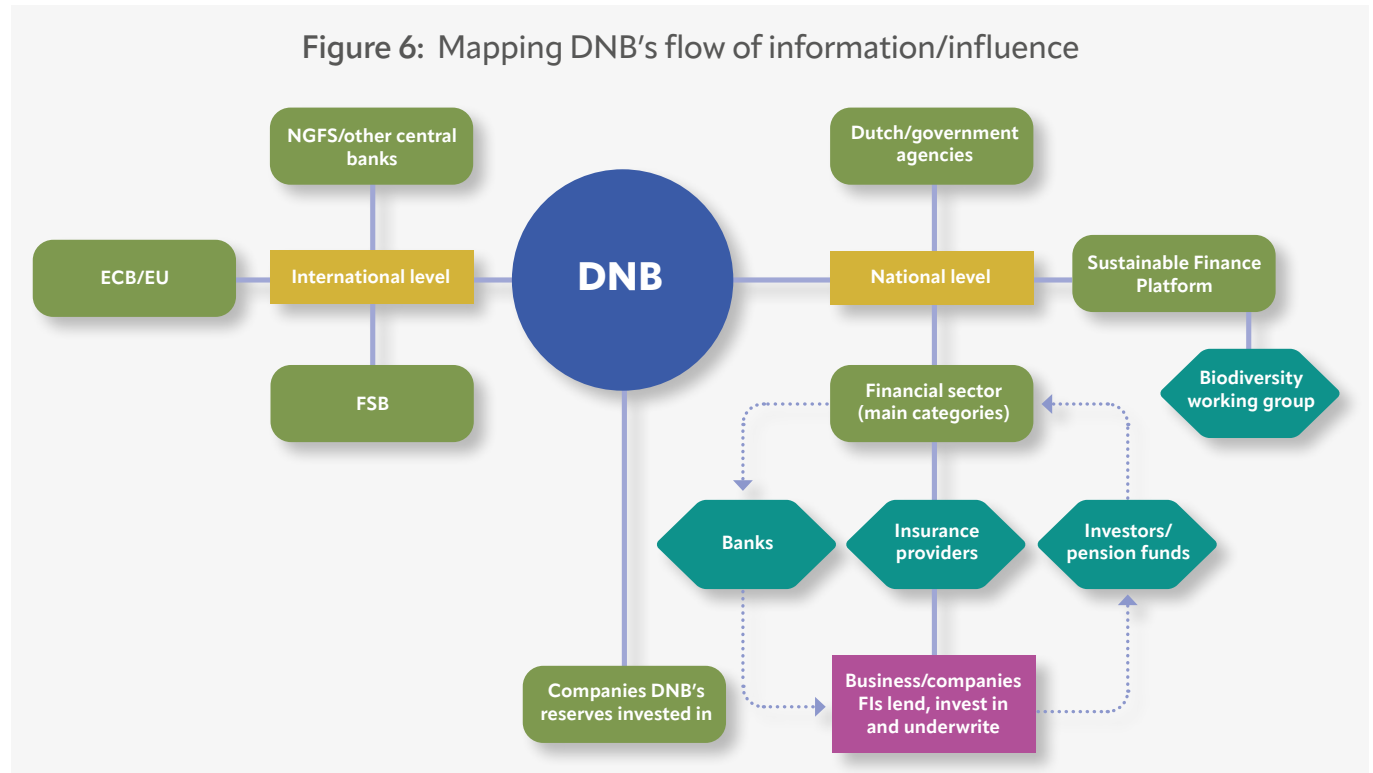 Figure 6: Mapping DNB's flow of information/influence
NGFS/other central
banks
Dutch/government
agencies
ECB/EU
International level
DNB
National level
Sustainable Finance
Platform
FSB
Financial sector
(main categories)
Biodiversity
working group
Banks
Insurance
providers
Investors/
pension funds
Companies DNB's
reserves invested in
Business/companies
FIs lend, invest in
and underwrite